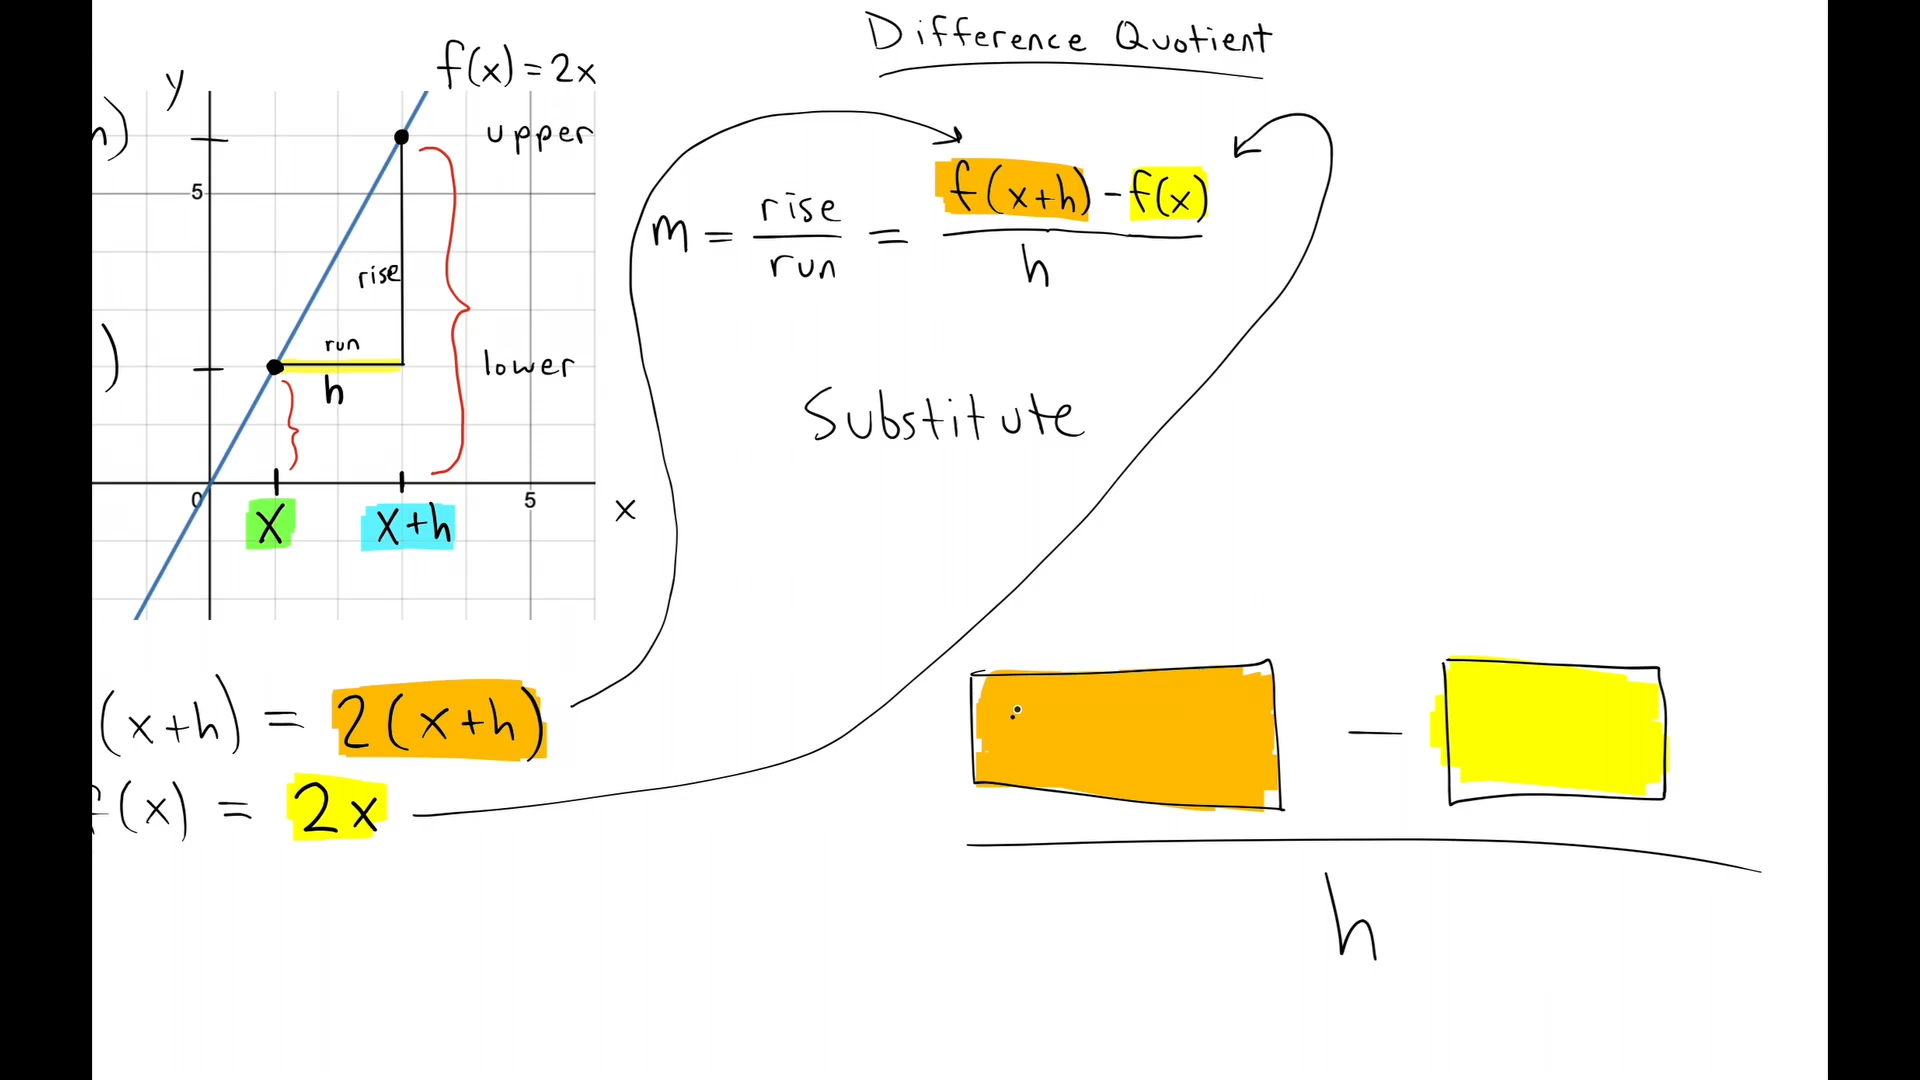 Difference Quotient
y
f(x) = 2x
n)
upper
5
m = rise/run = f(x+h) - f(x)/h
rise
)
run
lower
h
Substitute
0
5
x
x
x+h
(x+h) = 2(x+h)
f(x) = 2x
—
h